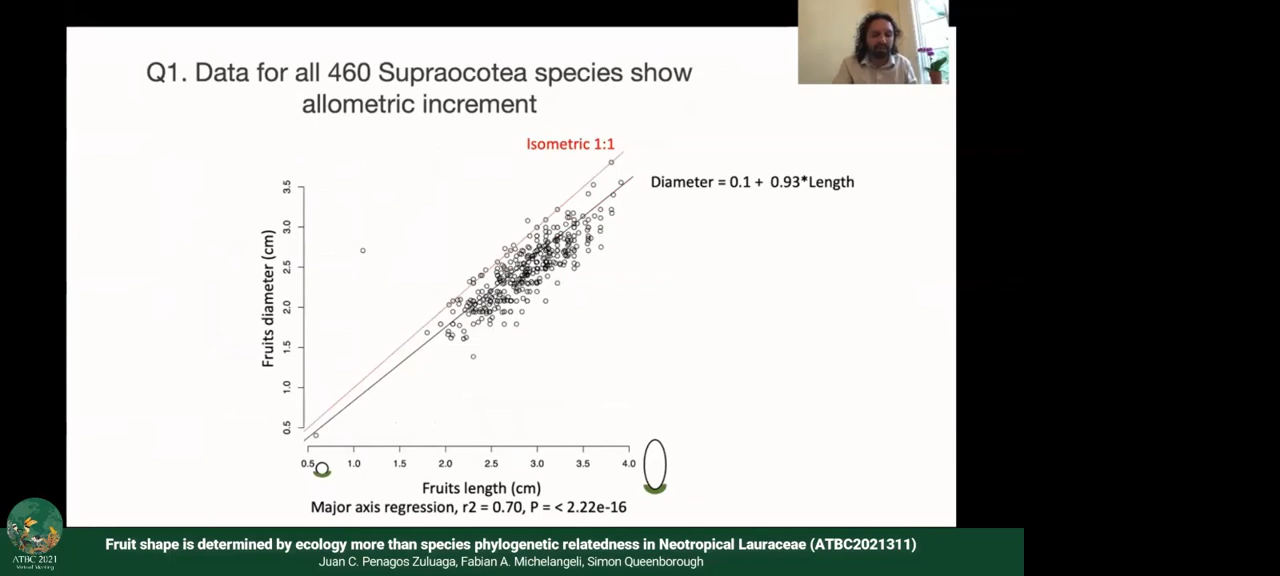 Q1. Data for all 460 Supraocotea species show
allometric increment
Isometric 1:1
Diameter = 0.1 + 0.93*Length
Fruits diameter (cm)
3.5
3.0
2.5
2.0
1.5
1.0
0.5
0.5
1.0
1.5
2.0
2.5
3.0
3.5
4.0
Fruits length (cm)
Major axis regression, r2 = 0.70, P = < 2.22e-16
ATBC 2021
Virtual Meeting
Fruit shape is determined by ecology more than species phylogenetic relatedness in Neotropical Lauraceae (ATBC2021311)
Juan C. Penagos Zuluaga, Fabian A. Michelangeli, Simon Queenborough